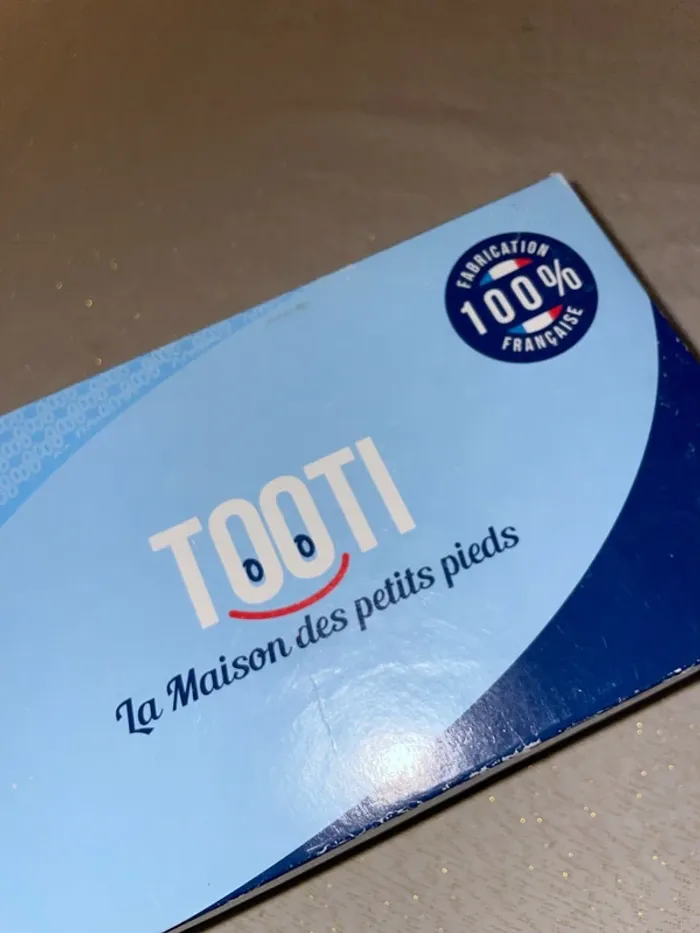 FABRICATION
100%
FRANÇAISE
TOOTI
La Maison des petits pieds